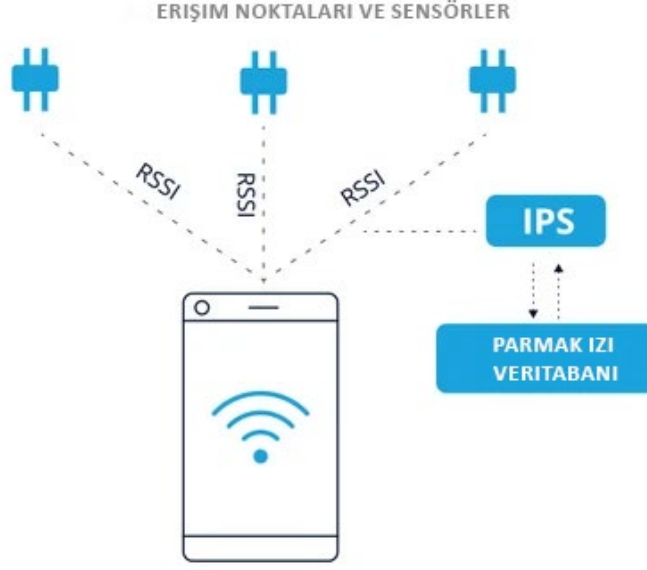 ERIŞIM NOKTALARI VE SENSÖRLER
RSSI
RSSI
RSSI
IPS
PARMAK IZI
VERITABANI